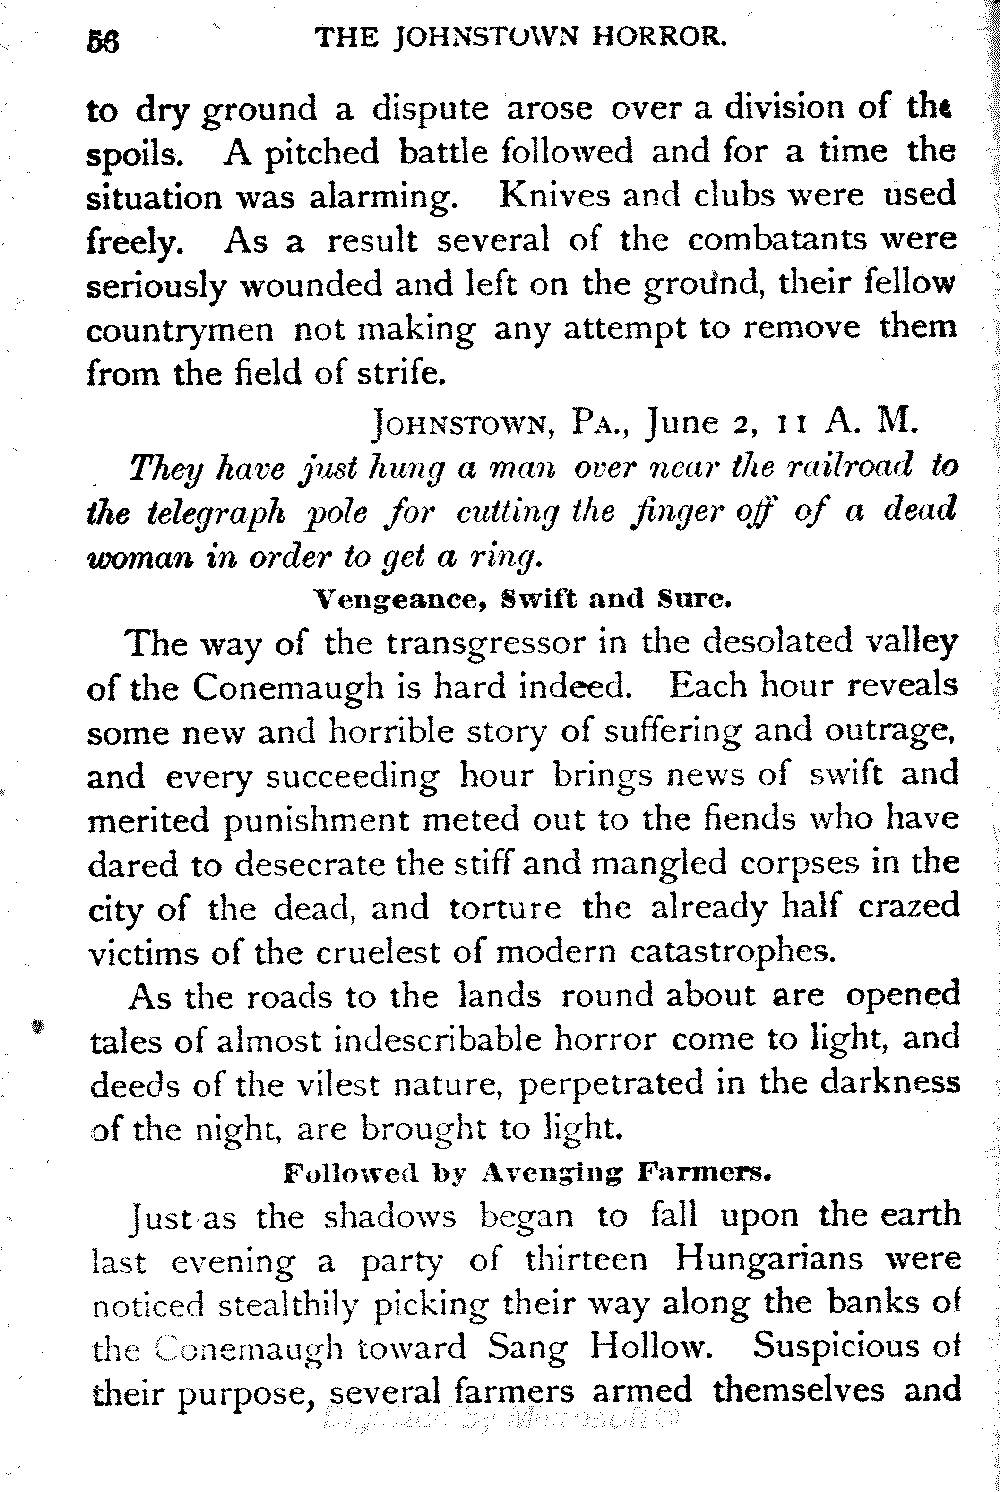 56 THE JOHNSTOWN HORROR.
to dry ground a dispute arose over a division of the
spoils. A pitched battle followed and for a time the
situation was alarming. Knives and clubs were used
freely. As a result several of the combatants were
seriously wounded and left on the ground, their fellow
countrymen not making any attempt to remove them
from the field of strife.
JOHNSTOWN, PA., June 2, 11 A. M.
They have just hung a man over near the railroad to
the telegraph pole for cutting the finger off of a dead
woman in order to get a ring.
Vengeance, Swift and Sure.
The way of the transgressor in the desolated valley
of the Conemaugh is hard indeed. Each hour reveals
some new and horrible story of suffering and outrage,
and every succeeding hour brings news of swift and
merited punishment meted out to the fiends who have
dared to desecrate the stiff and mangled corpses in the
city of the dead, and torture the already half crazed
victims of the cruelest of modern catastrophes.
As the roads to the lands round about are opened
tales of almost indescribable horror come to light, and
deeds of the vilest nature, perpetrated in the darkness
of the night, are brought to light.
Followed by Avenging Farmers.
Just as the shadows began to fall upon the earth
last evening a party of thirteen Hungarians were
noticed stealthily picking their way along the banks of
the Conemaugh toward Sang Hollow. Suspicious of
their purpose, several farmers armed themselves and
Digitized by Microsoft ®